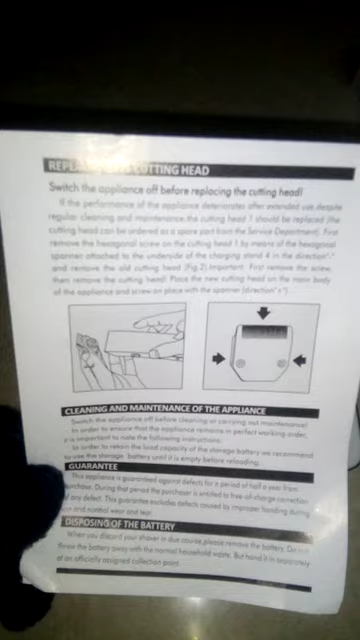 CUTTING HEAD
Switch the appliance off before replacing the cutting head!
If the performance of the appliance deteriorates after extended use despite
regular cleaning and maintenance, the cutting head 1 should be replaced (the
cutting head can be ordered as a spare part from the Service Department). First
remove the hexagonal screw on the cutting head 1 by means of the hexagonal
spanner attached to the underside of the charging stand 4 in the direction"-"
and remove the old cutting head (Fig.2).Important: First remove the screw,
then remove the cutting head! Place the new cutting head on the main body
of the appliance and screw on place with the spanner (direction"+")
CLEANING AND MAINTENANCE OF THE APPLIANCE
Switch the appliance off before cleaning or carrying out maintenance!
In order to ensure that the appliance remains in perfect working order,
it is important to note the following instructions:
In order to retain the load capacity of the storage battery we recommend
to use the storage battery until it is empty before reloading.
GUARANTEE
This appliance is guaranteed against defects for a period of half a year from
purchase. During that period the purchaser is entitled to free-of-charge correction
of any defect. This guarantee excludes defects caused by improper handling during
and normal wear and tear.
DISPOSING OF THE BATTERY
When you discard your shaver in due course,please remove the battery. Do not
throw the battery away with the normal household waste. But hand it in separately
at an officially assigned collection point.